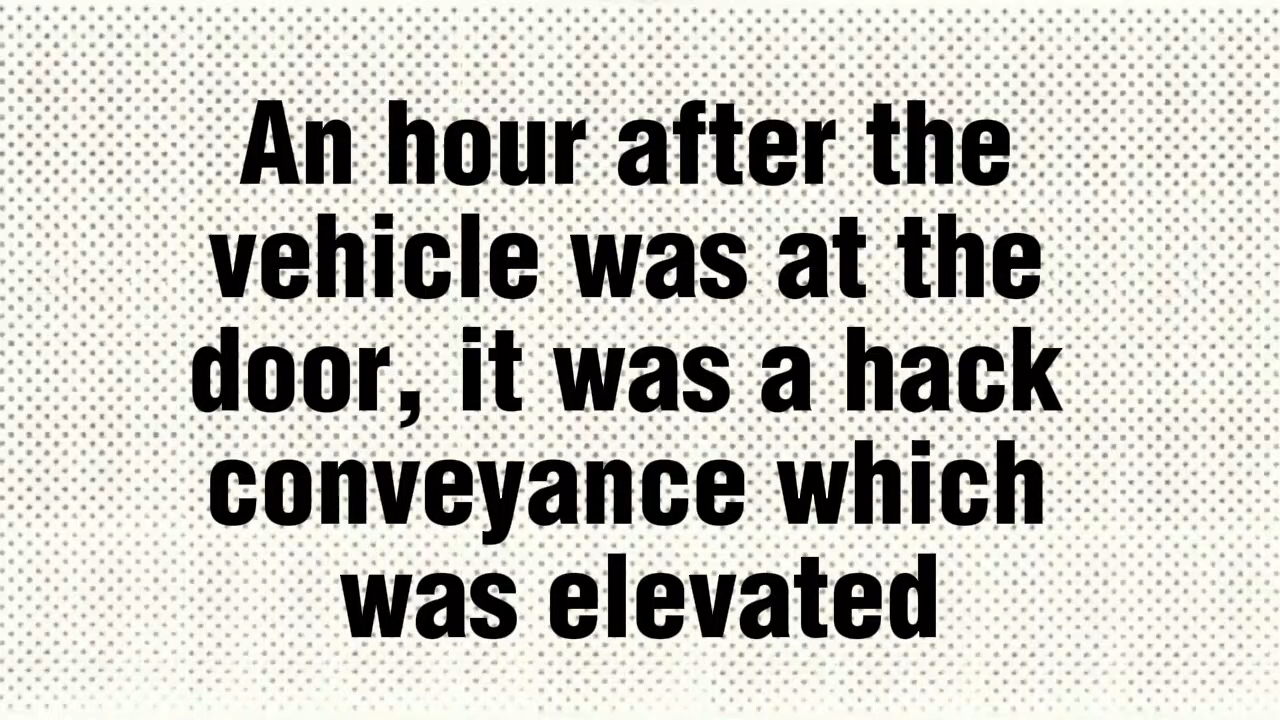 An hour after the
vehicle was at the
door, it was a hack
conveyance which
was elevated